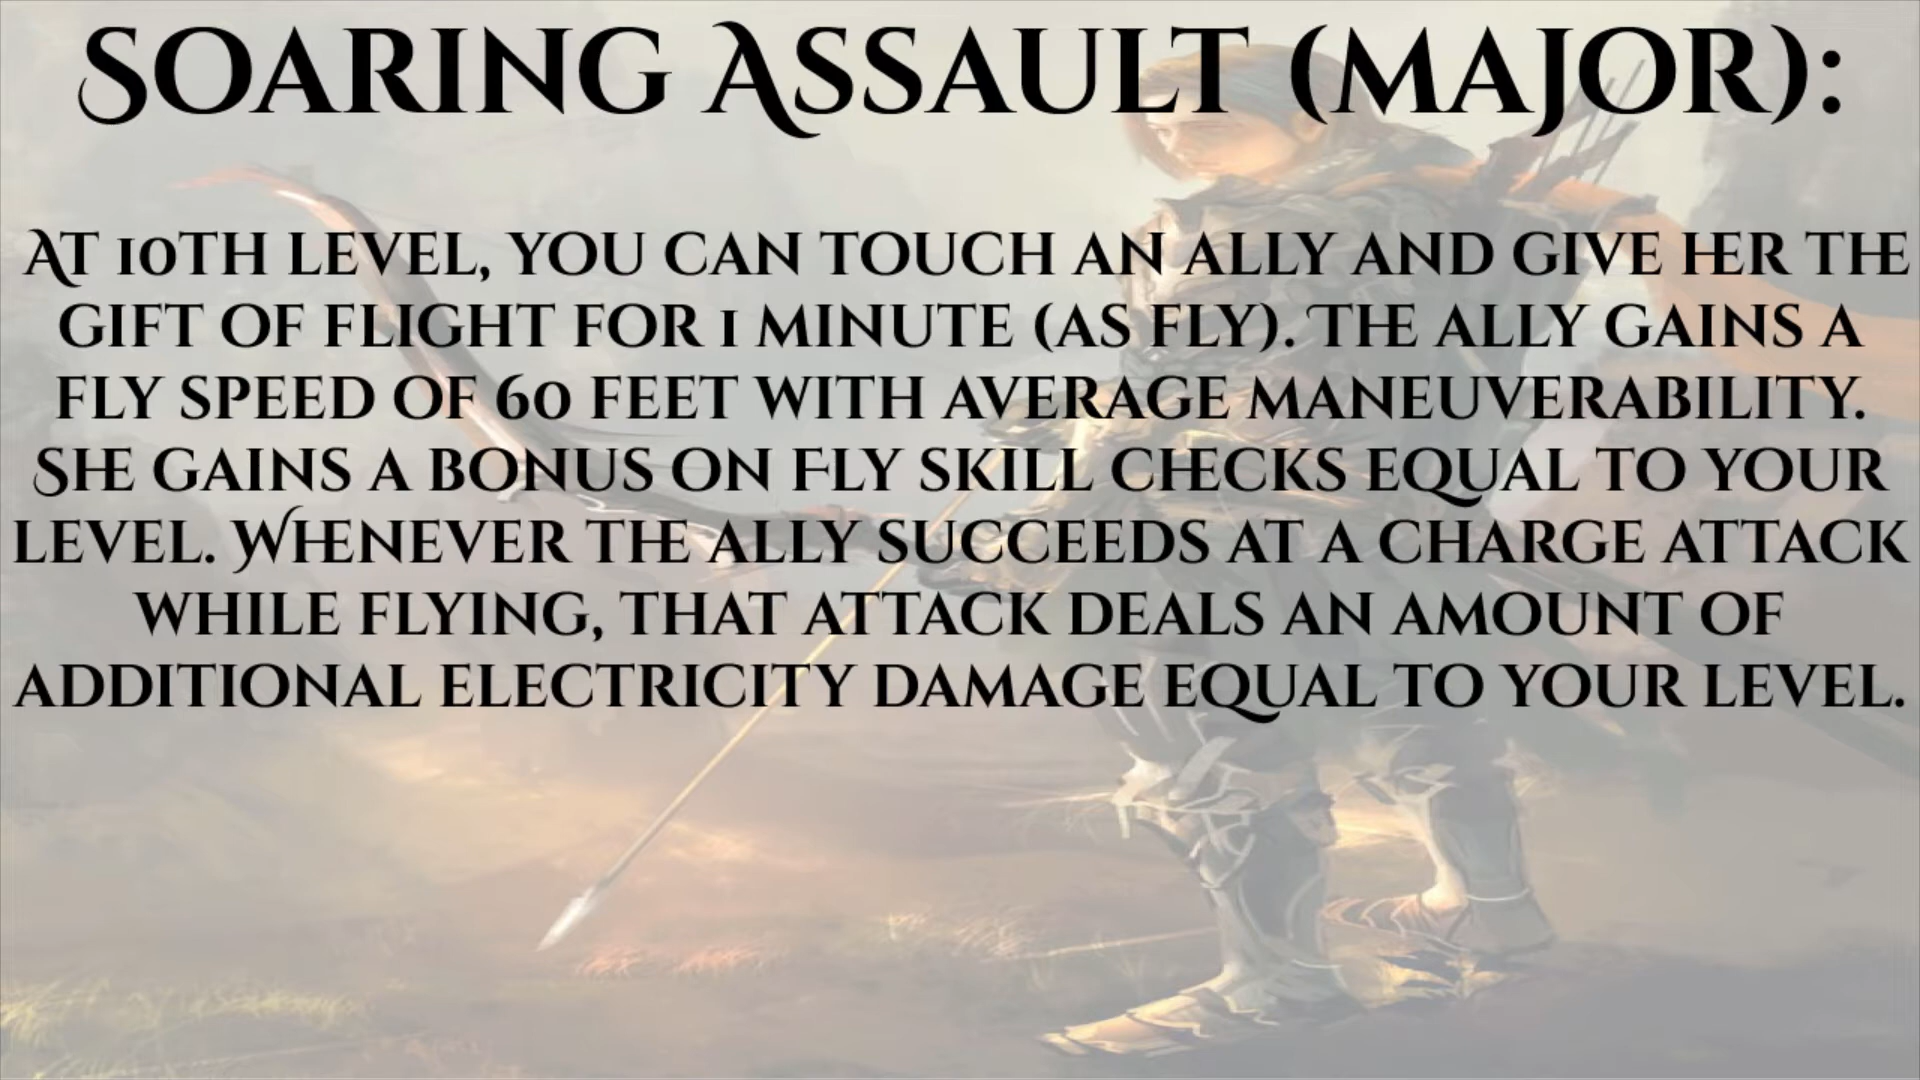 Soaring Assault (major):
At 10th level, you can touch an ally and give her the
gift of flight for 1 minute (as fly). The ally gains a
fly speed of 60 feet with average maneuverability.
She gains a bonus on Fly skill checks equal to your
level. Whenever the ally succeeds at a charge attack
while flying, that attack deals an amount of
additional electricity damage equal to your level.